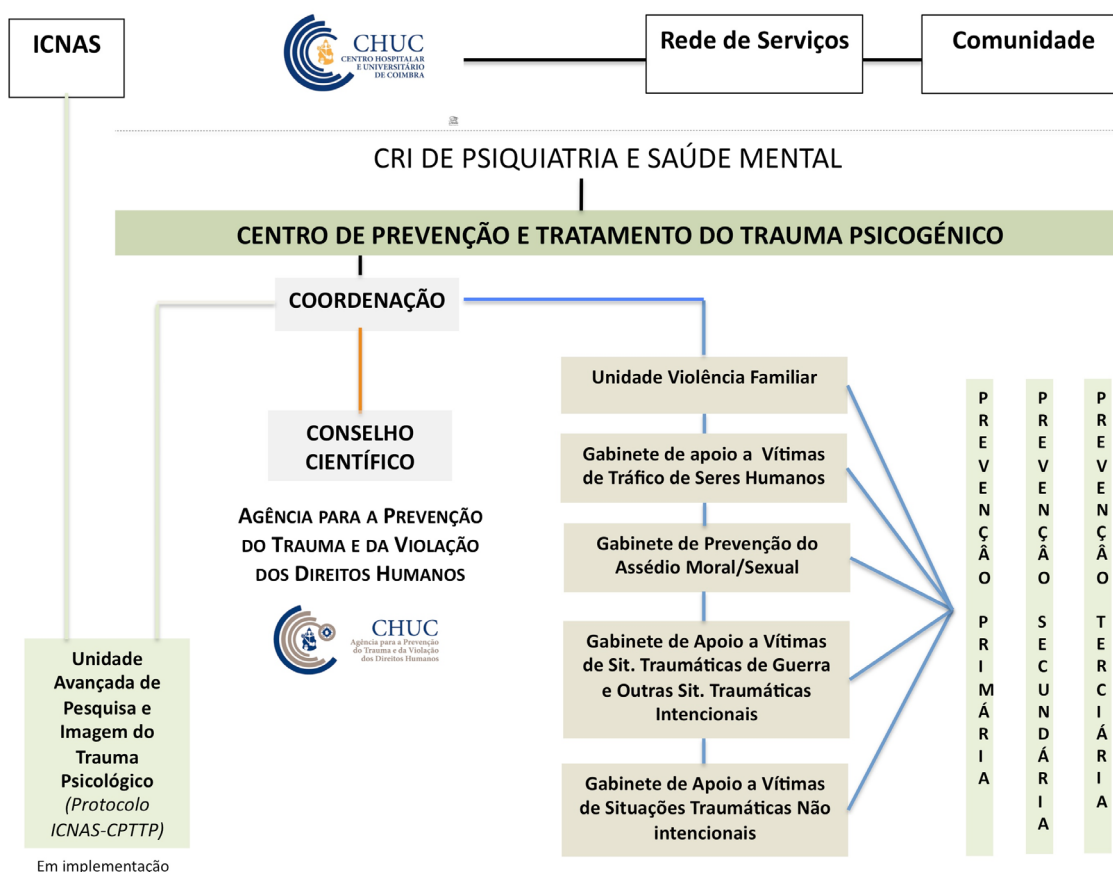 ICNAS
CHUC
CENTRO HOSPITALAR
E UNIVERSITÁRIO
DE COIMBRA
Rede de Serviços
Comunidade
CRI DE PSIQUIATRIA E SAÚDE MENTAL
CENTRO DE PREVENÇÃO E TRATAMENTO DO TRAUMA PSICOGÉNICO
COORDENAÇÃO
CONSELHO
CIENTÍFICO
AGÊNCIA PARA A PREVENÇÃO
DO TRAUMA E DA VIOLAÇÃO
DOS DIREITOS HUMANOS
CHUC
Agência para a Prevenção
do Trauma e da Violação
dos Direitos Humanos
Unidade
Avançada de
Pesquisa e
Imagem do
Trauma
Psicológico
(Protocolo
ICNAS-CPTTP)
Em implementação
Unidade Violência Familiar
Gabinete de apoio a Vítimas
de Tráfico de Seres Humanos
Gabinete de Prevenção do
Assédio Moral/Sexual
Gabinete de Apoio a Vítimas
de Sit. Traumáticas de Guerra
e Outras Sit. Traumáticas
Intencionais
Gabinete de Apoio a Vítimas
de Situações Traumáticas Não
intencionais
PREVENÇÂO PRIMÁRIA
PREVENÇÂO SECUNDÁRIA
PREVENÇÂO TERCIÁRIA